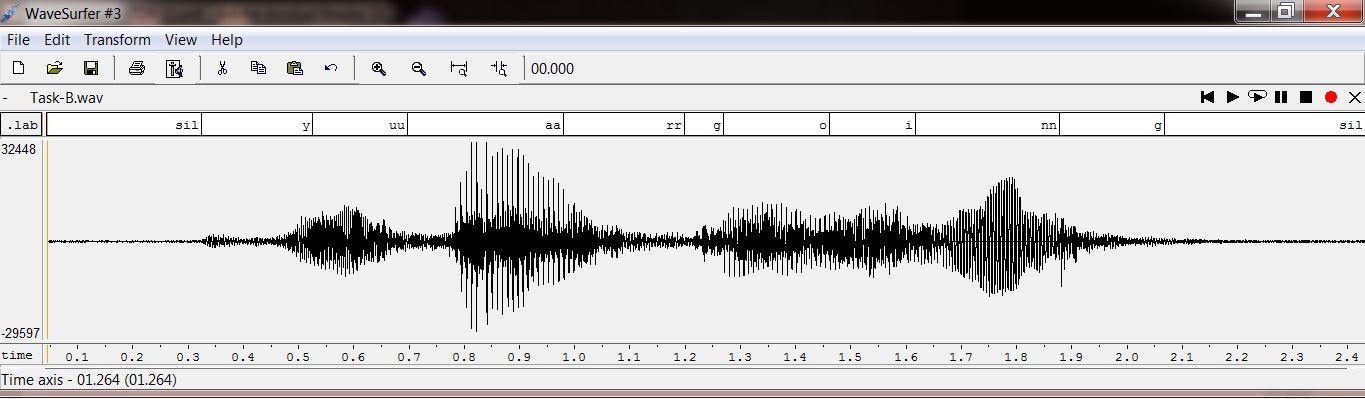 WaveSurfer #3
File Edit Transform View Help
00.000
- Task-B.wav
.lab sil y uu aa rr g o i nn g sil
32448
-29597
time 0.1 0.2 0.3 0.4 0.5 0.6 0.7 0.8 0.9 1.0 1.1 1.2 1.3 1.4 1.5 1.6 1.7 1.8 1.9 2.0 2.1 2.2 2.3 2.4
Time axis - 01.264 (01.264)